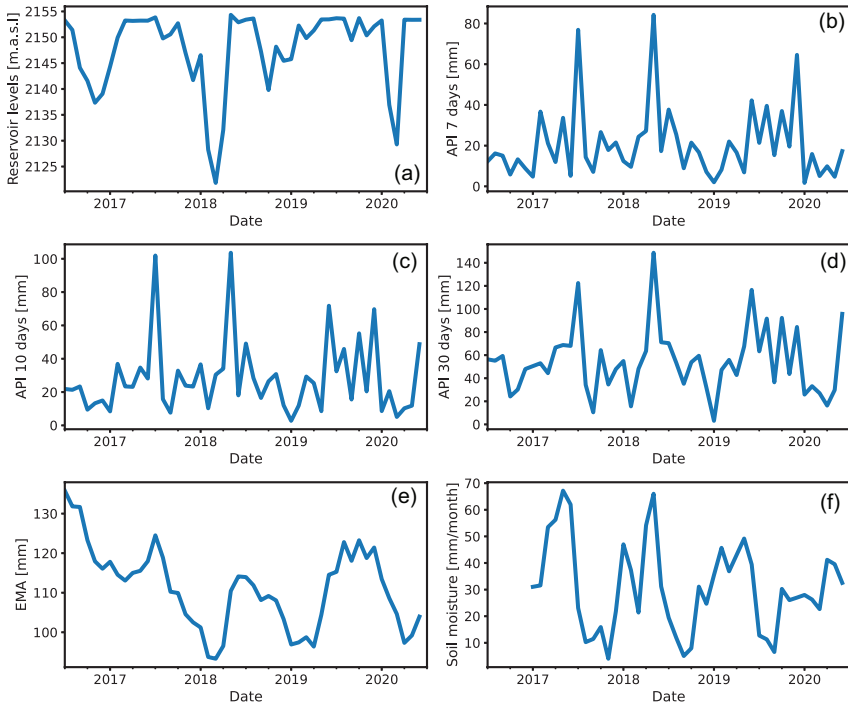 2155
2150
2145
2140
2135
2130
2125
Reservoir levels [m.a.s.l]
(a)
2017 2018 2019 2020
Date
80
60
40
20
0
API 7 days [mm]
(b)
2017 2018 2019 2020
Date
100
80
60
40
20
0
API 10 days [mm]
(c)
2017 2018 2019 2020
Date
140
120
100
80
60
40
20
0
API 30 days [mm]
(d)
2017 2018 2019 2020
Date
130
120
110
100
EMA [mm]
(e)
2017 2018 2019 2020
Date
70
60
50
40
30
20
10
Soil moisture [mm/month]
(f)
2017 2018 2019 2020
Date